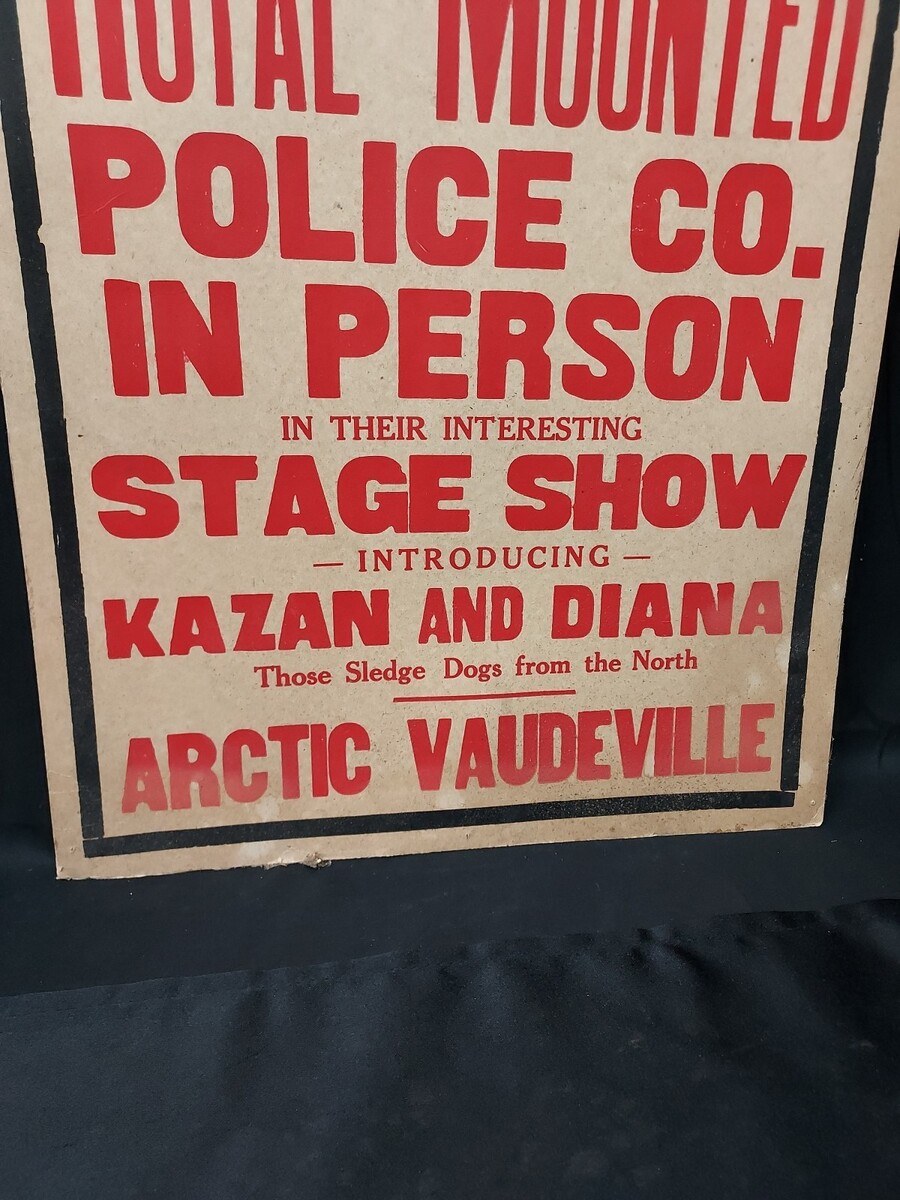 ROYAL MOUNTED
POLICE CO.
IN PERSON
IN THEIR INTERESTING
STAGE SHOW
— INTRODUCING —
KAZAN AND DIANA
Those Sledge Dogs from the North
ARCTIC VAUDEVILLE